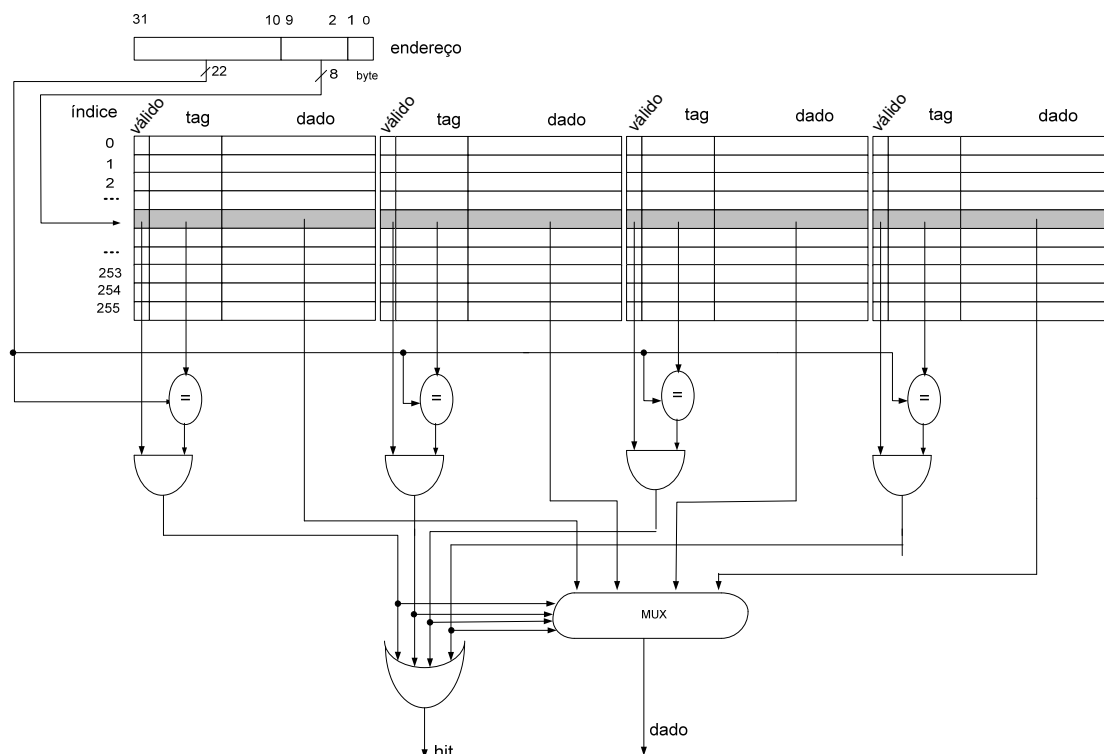 31 10 9 2 1 0
endereço
22 8 byte
índice válido tag dado válido tag dado válido tag dado válido tag dado
0
1
2
---
---
253
254
255
= = = =
MUX
dado
hit